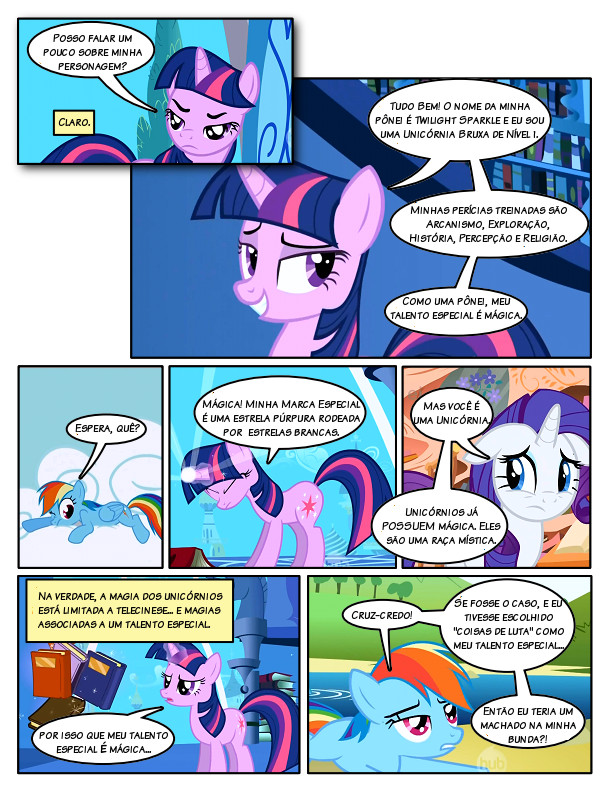 POSSO FALAR UM
POUCO SOBRE MINHA
PERSONAGEM?
CLARO.
TUDO BEM! O NOME DA MINHA
PÔNEI É TWILIGHT SPARKLE E EU SOU
UMA UNICÓRNIA BRUXA DE NÍVEL 1.
MINHAS PERÍCIAS TREINADAS SÃO
ARCANISMO, EXPLORAÇÃO,
HISTÓRIA, PERCEPÇÃO E RELIGIÃO.
COMO UMA PÔNEI, MEU
TALENTO ESPECIAL É MÁGICA.
ESPERA, QUÊ?
MÁGICA! MINHA MARCA ESPECIAL
É UMA ESTRELA PÚRPURA RODEADA
POR ESTRELAS BRANCAS.
MAS VOCÊ É
UMA UNICÓRNIA.
UNICÓRNIOS JÁ
POSSUEM MÁGICA. ELES
SÃO UMA RAÇA MÍSTICA.
NA VERDADE, A MAGIA DOS UNICÓRNIOS
ESTÁ LIMITADA A TELECINESE... E MAGIAS
ASSOCIADAS A UM TALENTO ESPECIAL.
POR ISSO QUE MEU TALENTO
ESPECIAL É MÁGICA...
CRUZ-CREDO!
SE FOSSE O CASO, E EU
TIVESSE ESCOLHIDO
"COISAS DE LUTA" COMO
MEU TALENTO ESPECIAL...
ENTÃO EU TERIA UM
MACHADO NA MINHA
BUNDA?!
hub